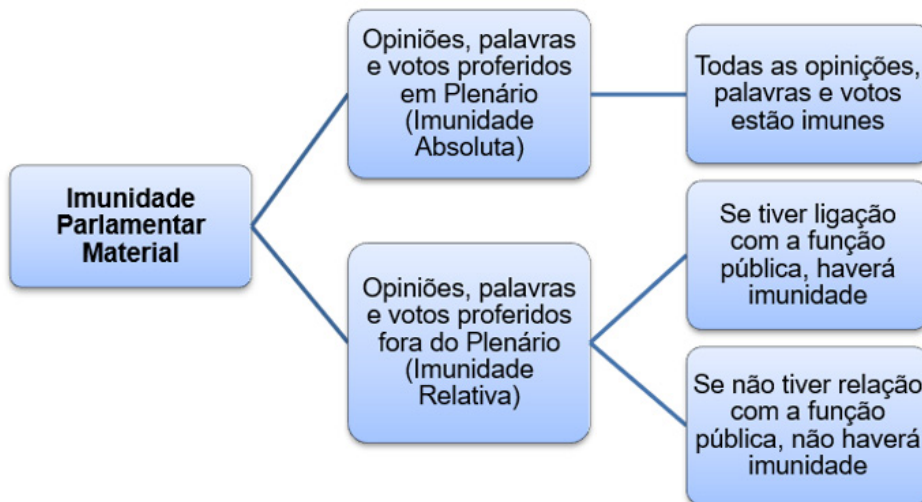 Imunidade
Parlamentar
Material
Opiniões, palavras
e votos proferidos
em Plenário
(Imunidade
Absoluta)
Todas as opinições,
palavras e votos
estão imunes
Opiniões, palavras
e votos proferidos
fora do Plenário
(Imunidade
Relativa)
Se tiver ligação
com a função
pública, haverá
imunidade
Se não tiver relação
com a função
pública, não haverá
imunidade